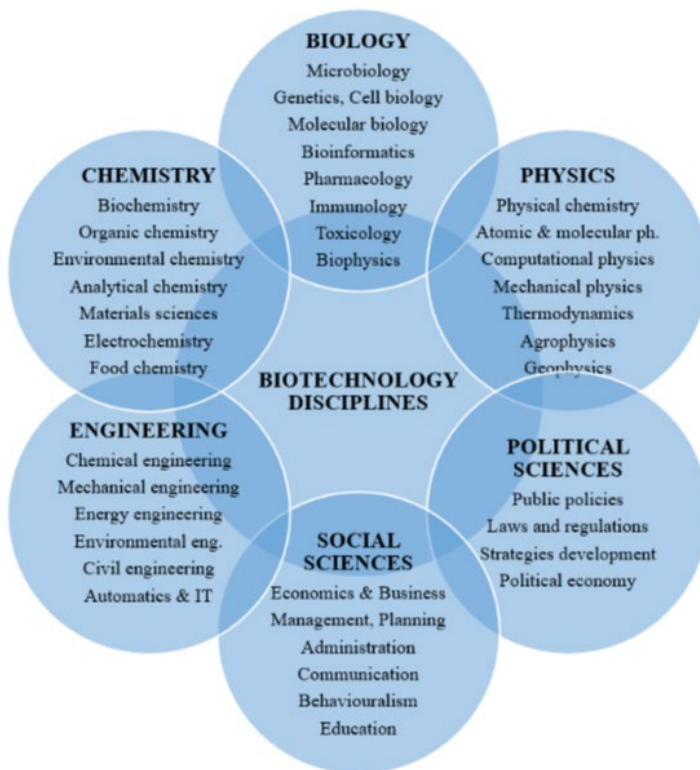 BIOLOGY
Microbiology
Genetics, Cell biology
Molecular biology
Bioinformatics
Pharmacology
Immunology
Toxicology
Biophysics
CHEMISTRY
Biochemistry
Organic chemistry
Environmental chemistry
Analytical chemistry
Materials sciences
Electrochemistry
Food chemistry
PHYSICS
Physical chemistry
Atomic & molecular ph.
Computational physics
Mechanical physics
Thermodynamics
Agrophysics
Geophysics
BIOTECHNOLOGY
DISCIPLINES
ENGINEERING
Chemical engineering
Mechanical engineering
Energy engineering
Environmental eng.
Civil engineering
Automatics & IT
POLITICAL
SCIENCES
Public policies
Laws and regulations
Strategies development
Political economy
SOCIAL
SCIENCES
Economics & Business
Management, Planning
Administration
Communication
Behaviouralism
Education